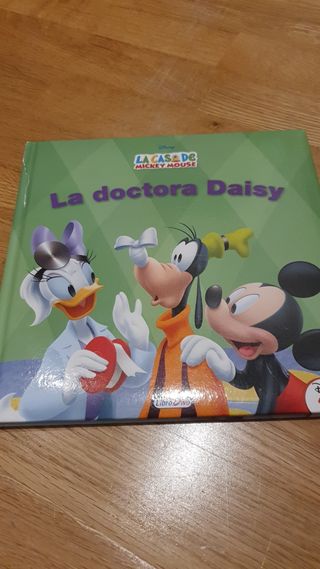 Disney
LA CASA DE
MICKEY MOUSE
La doctora Daisy